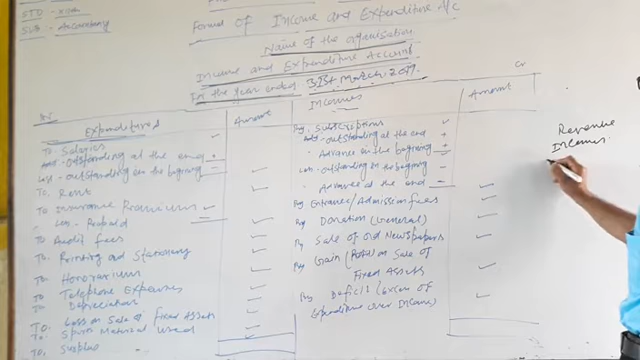 STD - XIIth
SUB - Accountancy
Format OF Income and Expenditure A/c
Name of the organisation
Income and Expenditure Account
For the year ended 31st March. 2019
Dr. Cr
Expenditures Amount Incomes Amount
To Salaries
Add - Outstanding at the end +
Less - Outstanding in the beginning -
To, Rent
To Insurance Premium
Less - Prepaid
To Audit fees
To Printing and Stationary
To Honorarium
To Telephone Expenses
To Depreciation
To Loss on Sale of fixed Assets
To Sports Material used
To, Surplus
By, Subscriptions
Add - Outstanding at the end +
" Advance in the beginning +
Less - Outstanding in the beginning -
" Advance at the end -
By Entrance/Admission Fees
By Donation (General)
By Sale of Old Newspapers
By Gain (Profit) on Sale of
Fixed Assets
By Deficit (Excess of
Expenditure over Incomes)
Revenue
Incomes.